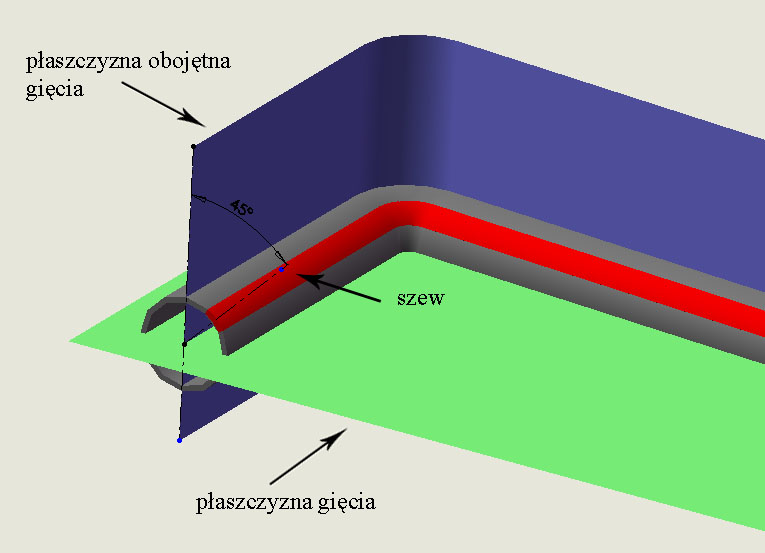 płaszczyzna obojętna
gięcia
45°
szew
płaszczyzna gięcia